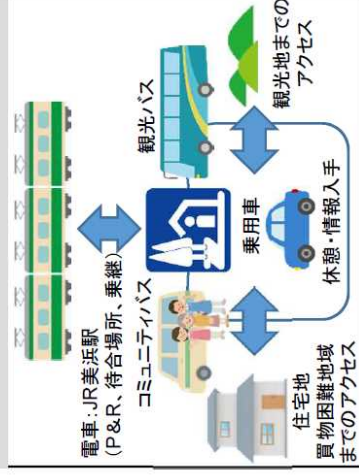 電車：JR美浜駅
(P&R、待合場所、乗継)
コミュニティバス
観光バス
乗用車
住宅地
買物困難地域
までのアクセス
休憩・情報入手
観光地までの
アクセス